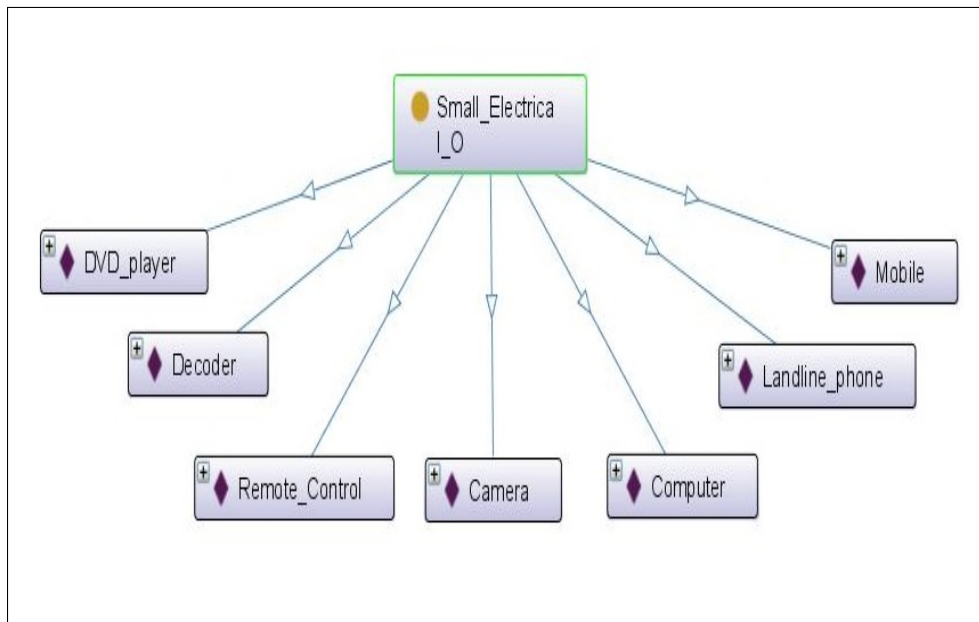 Small_Electrica
l_O
DVD_player
Mobile
Decoder
Landline_phone
Remote_Control
Camera
Computer